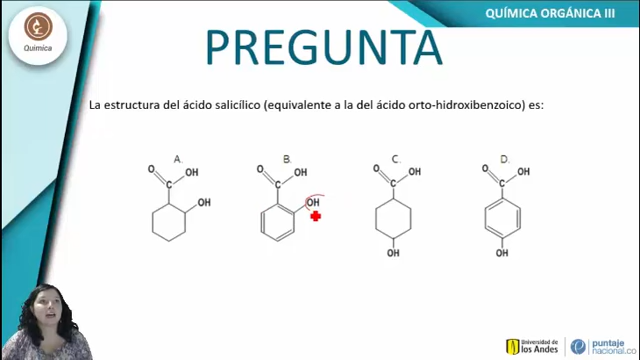 QUÍMICA ORGÁNICA III
Química
PREGUNTA
La estructura del ácido salicílico (equivalente a la del ácido orto-hidroxibenzoico) es:
A. B. C. D.
O OH O OH O OH O OH
C C C C
OH OH
OH OH
Universidad de
los Andes
puntaje
nacional.co